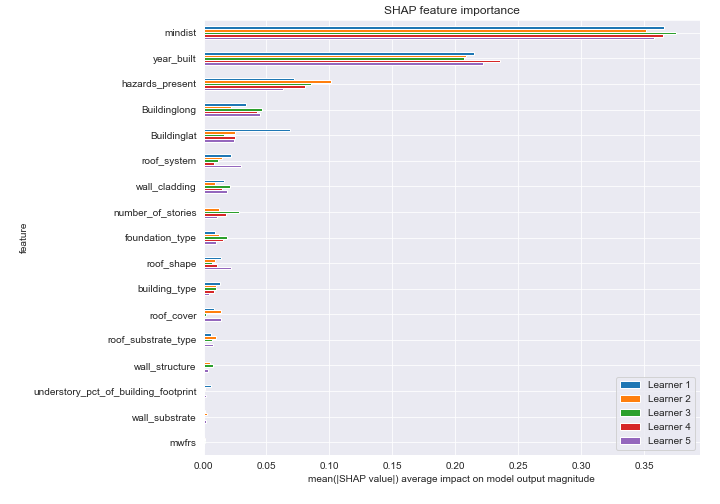 SHAP feature importance
mindist
year_built
hazards_present
Buildinglong
Buildinglat
roof_system
wall_cladding
number_of_stories
foundation_type
roof_shape
building_type
roof_cover
roof_substrate_type
wall_structure
understory_pct_of_building_footprint
wall_substrate
mwfrs
feature
Learner 1
Learner 2
Learner 3
Learner 4
Learner 5
0.00 0.05 0.10 0.15 0.20 0.25 0.30 0.35
mean(|SHAP value|) average impact on model output magnitude